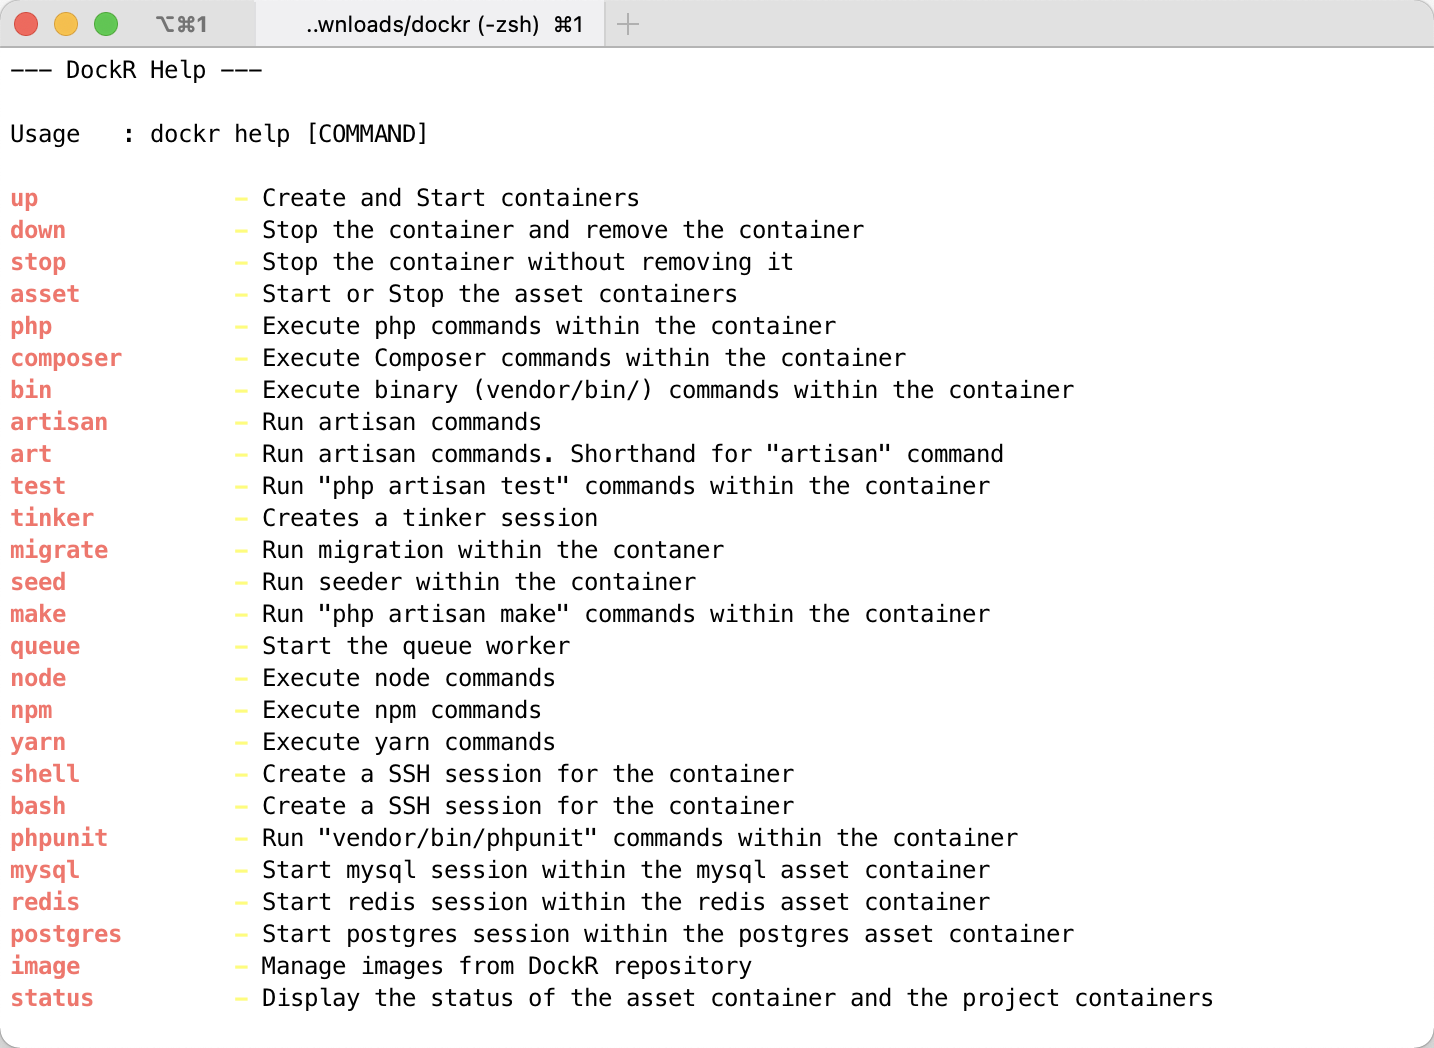 ⌥⌘1 ..wnloads/dockr (-zsh) ⌘1
--- DockR Help ---
Usage : dockr help [COMMAND]
up - Create and Start containers
down - Stop the container and remove the container
stop - Stop the container without removing it
asset - Start or Stop the asset containers
php - Execute php commands within the container
composer - Execute Composer commands within the container
bin - Execute binary (vendor/bin/) commands within the container
artisan - Run artisan commands
art - Run artisan commands. Shorthand for "artisan" command
test - Run "php artisan test" commands within the container
tinker - Creates a tinker session
migrate - Run migration within the contaner
seed - Run seeder within the container
make - Run "php artisan make" commands within the container
queue - Start the queue worker
node - Execute node commands
npm - Execute npm commands
yarn - Execute yarn commands
shell - Create a SSH session for the container
bash - Create a SSH session for the container
phpunit - Run "vendor/bin/phpunit" commands within the container
mysql - Start mysql session within the mysql asset container
redis - Start redis session within the redis asset container
postgres - Start postgres session within the postgres asset container
image - Manage images from DockR repository
status - Display the status of the asset container and the project containers